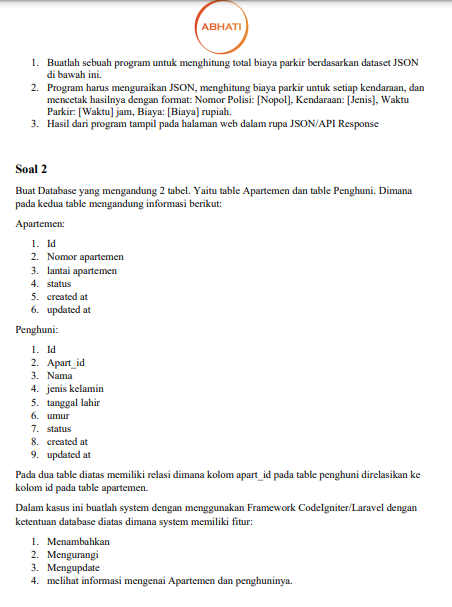 ABHATI
1. Buatlah sebuah program untuk menghitung total biaya parkir berdasarkan dataset JSON
di bawah ini.
2. Program harus menguraikan JSON, menghitung biaya parkir untuk setiap kendaraan, dan
mencetak hasilnya dengan format: Nomor Polisi: [Nopol], Kendaraan: [Jenis], Waktu
Parkir: [Waktu] jam, Biaya: [Biaya] rupiah.
3. Hasil dari program tampil pada halaman web dalam rupa JSON/API Response
Soal 2
Buat Database yang mengandung 2 tabel. Yaitu table Apartemen dan table Penghuni. Dimana
pada kedua table mengandung informasi berikut:
Apartemen:
1. Id
2. Nomor apartemen
3. lantai apartemen
4. status
5. created at
6. updated at
Penghuni:
1. Id
2. Apart_id
3. Nama
4. jenis kelamin
5. tanggal lahir
6. umur
7. status
8. created at
9. updated at
Pada dua table diatas memiliki relasi dimana kolom apart_id pada table penghuni direlasikan ke
kolom id pada table apartemen.
Dalam kasus ini buatlah system dengan menggunakan Framework CodeIgniter/Laravel dengan
ketentuan database diatas dimana system memiliki fitur:
1. Menambahkan
2. Mengurangi
3. Mengupdate
4. melihat informasi mengenai Apartemen dan penghuninya.